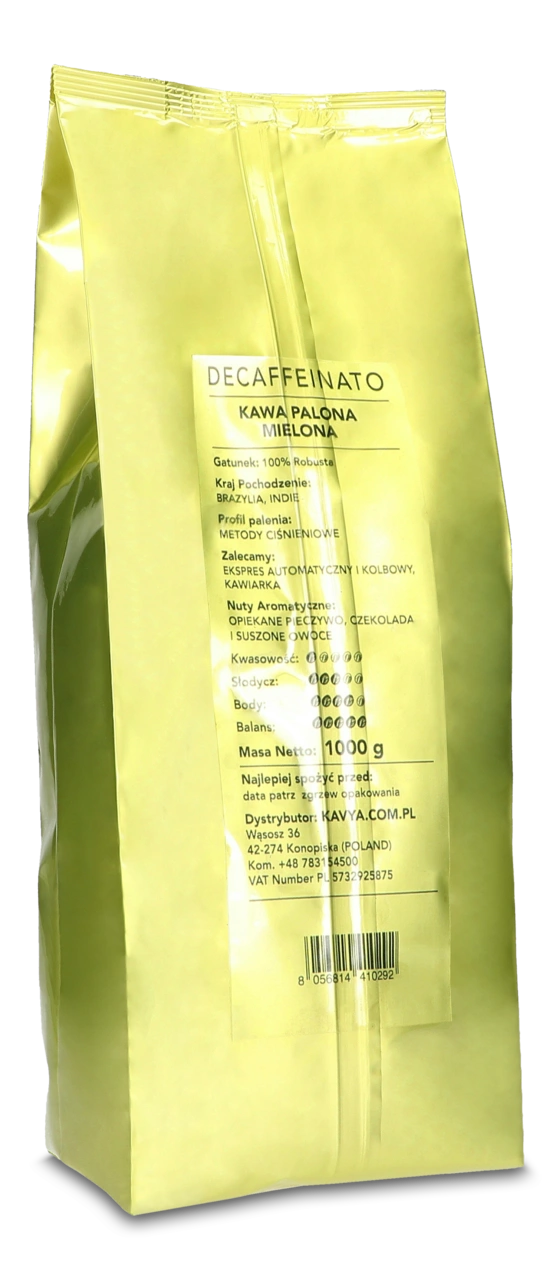 DECAFFEINATO
KAWA PALONA
MIELONA
Gatunek: 100% Robusta
Kraj Pochodzenie:
BRAZYLIA, INDIE
Profil palenia:
METODY CIŚNIENIOWE
Zalecamy:
EKSPRES AUTOMATYCZNY I KOLBOWY,
KAWIARKA
Nuty Aromatyczne:
OPIEKANE PIECZYWO, CZEKOLADA
I SUSZONE OWOCE
Kwasowość:
Słodycz:
Body:
Balans:
Masa Netto: 1000 g
Najlepiej spożyć przed:
data patrz zgrzew opakowania
Dystrybutor: KAVYA.COM.PL
Wąsosz 36
42-274 Konopiska (POLAND)
Kom. +48 783154500
VAT Number PL 5732925875
8 056814 410292